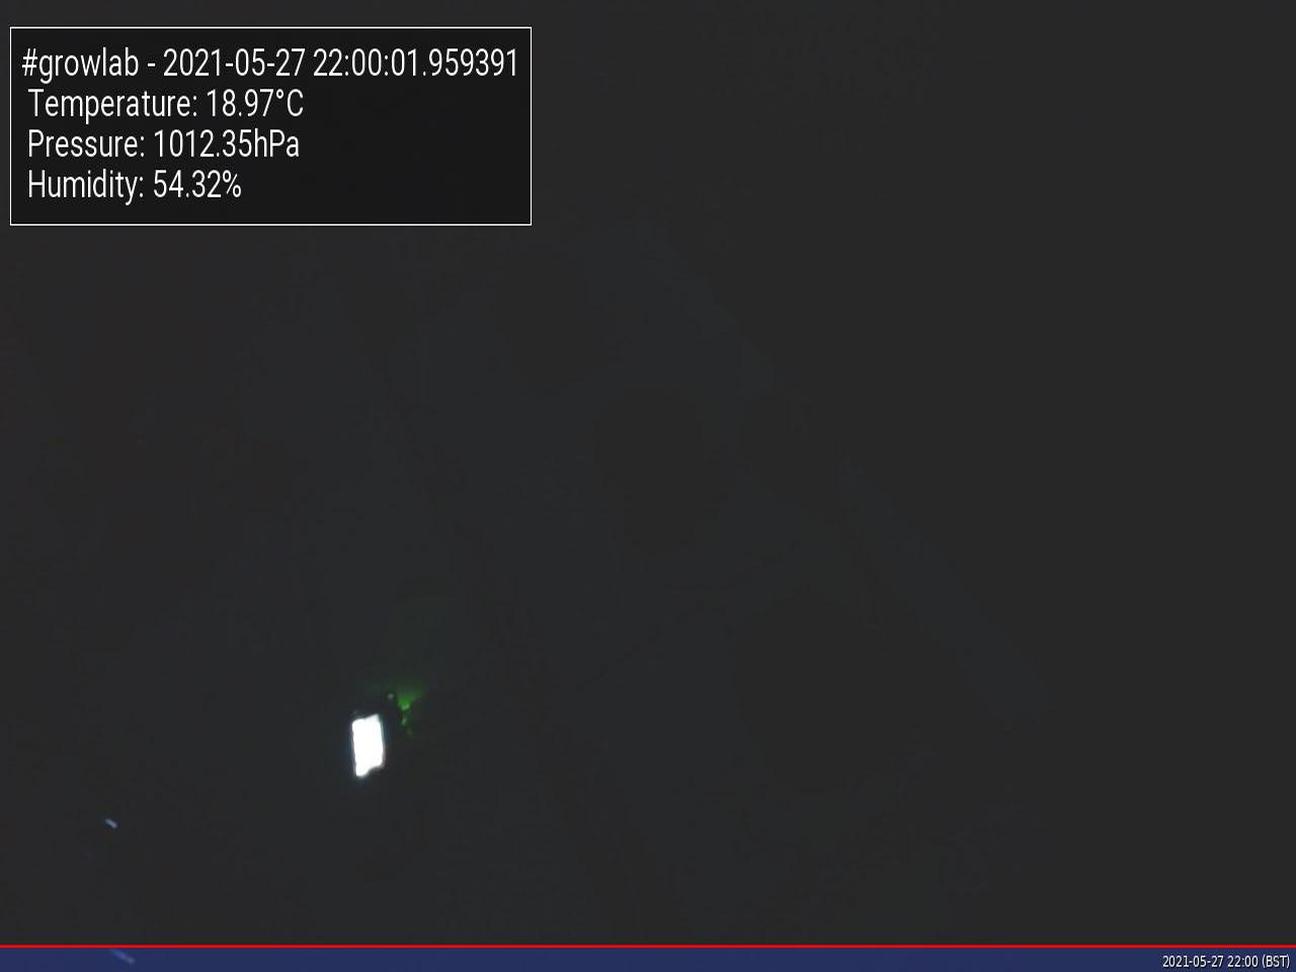 #growlab - 2021-05-27 22:00:01.959391
Temperature: 18.97°C
Pressure: 1012.35hPa
Humidity: 54.32%
2021-05-27 22:00 (BST)